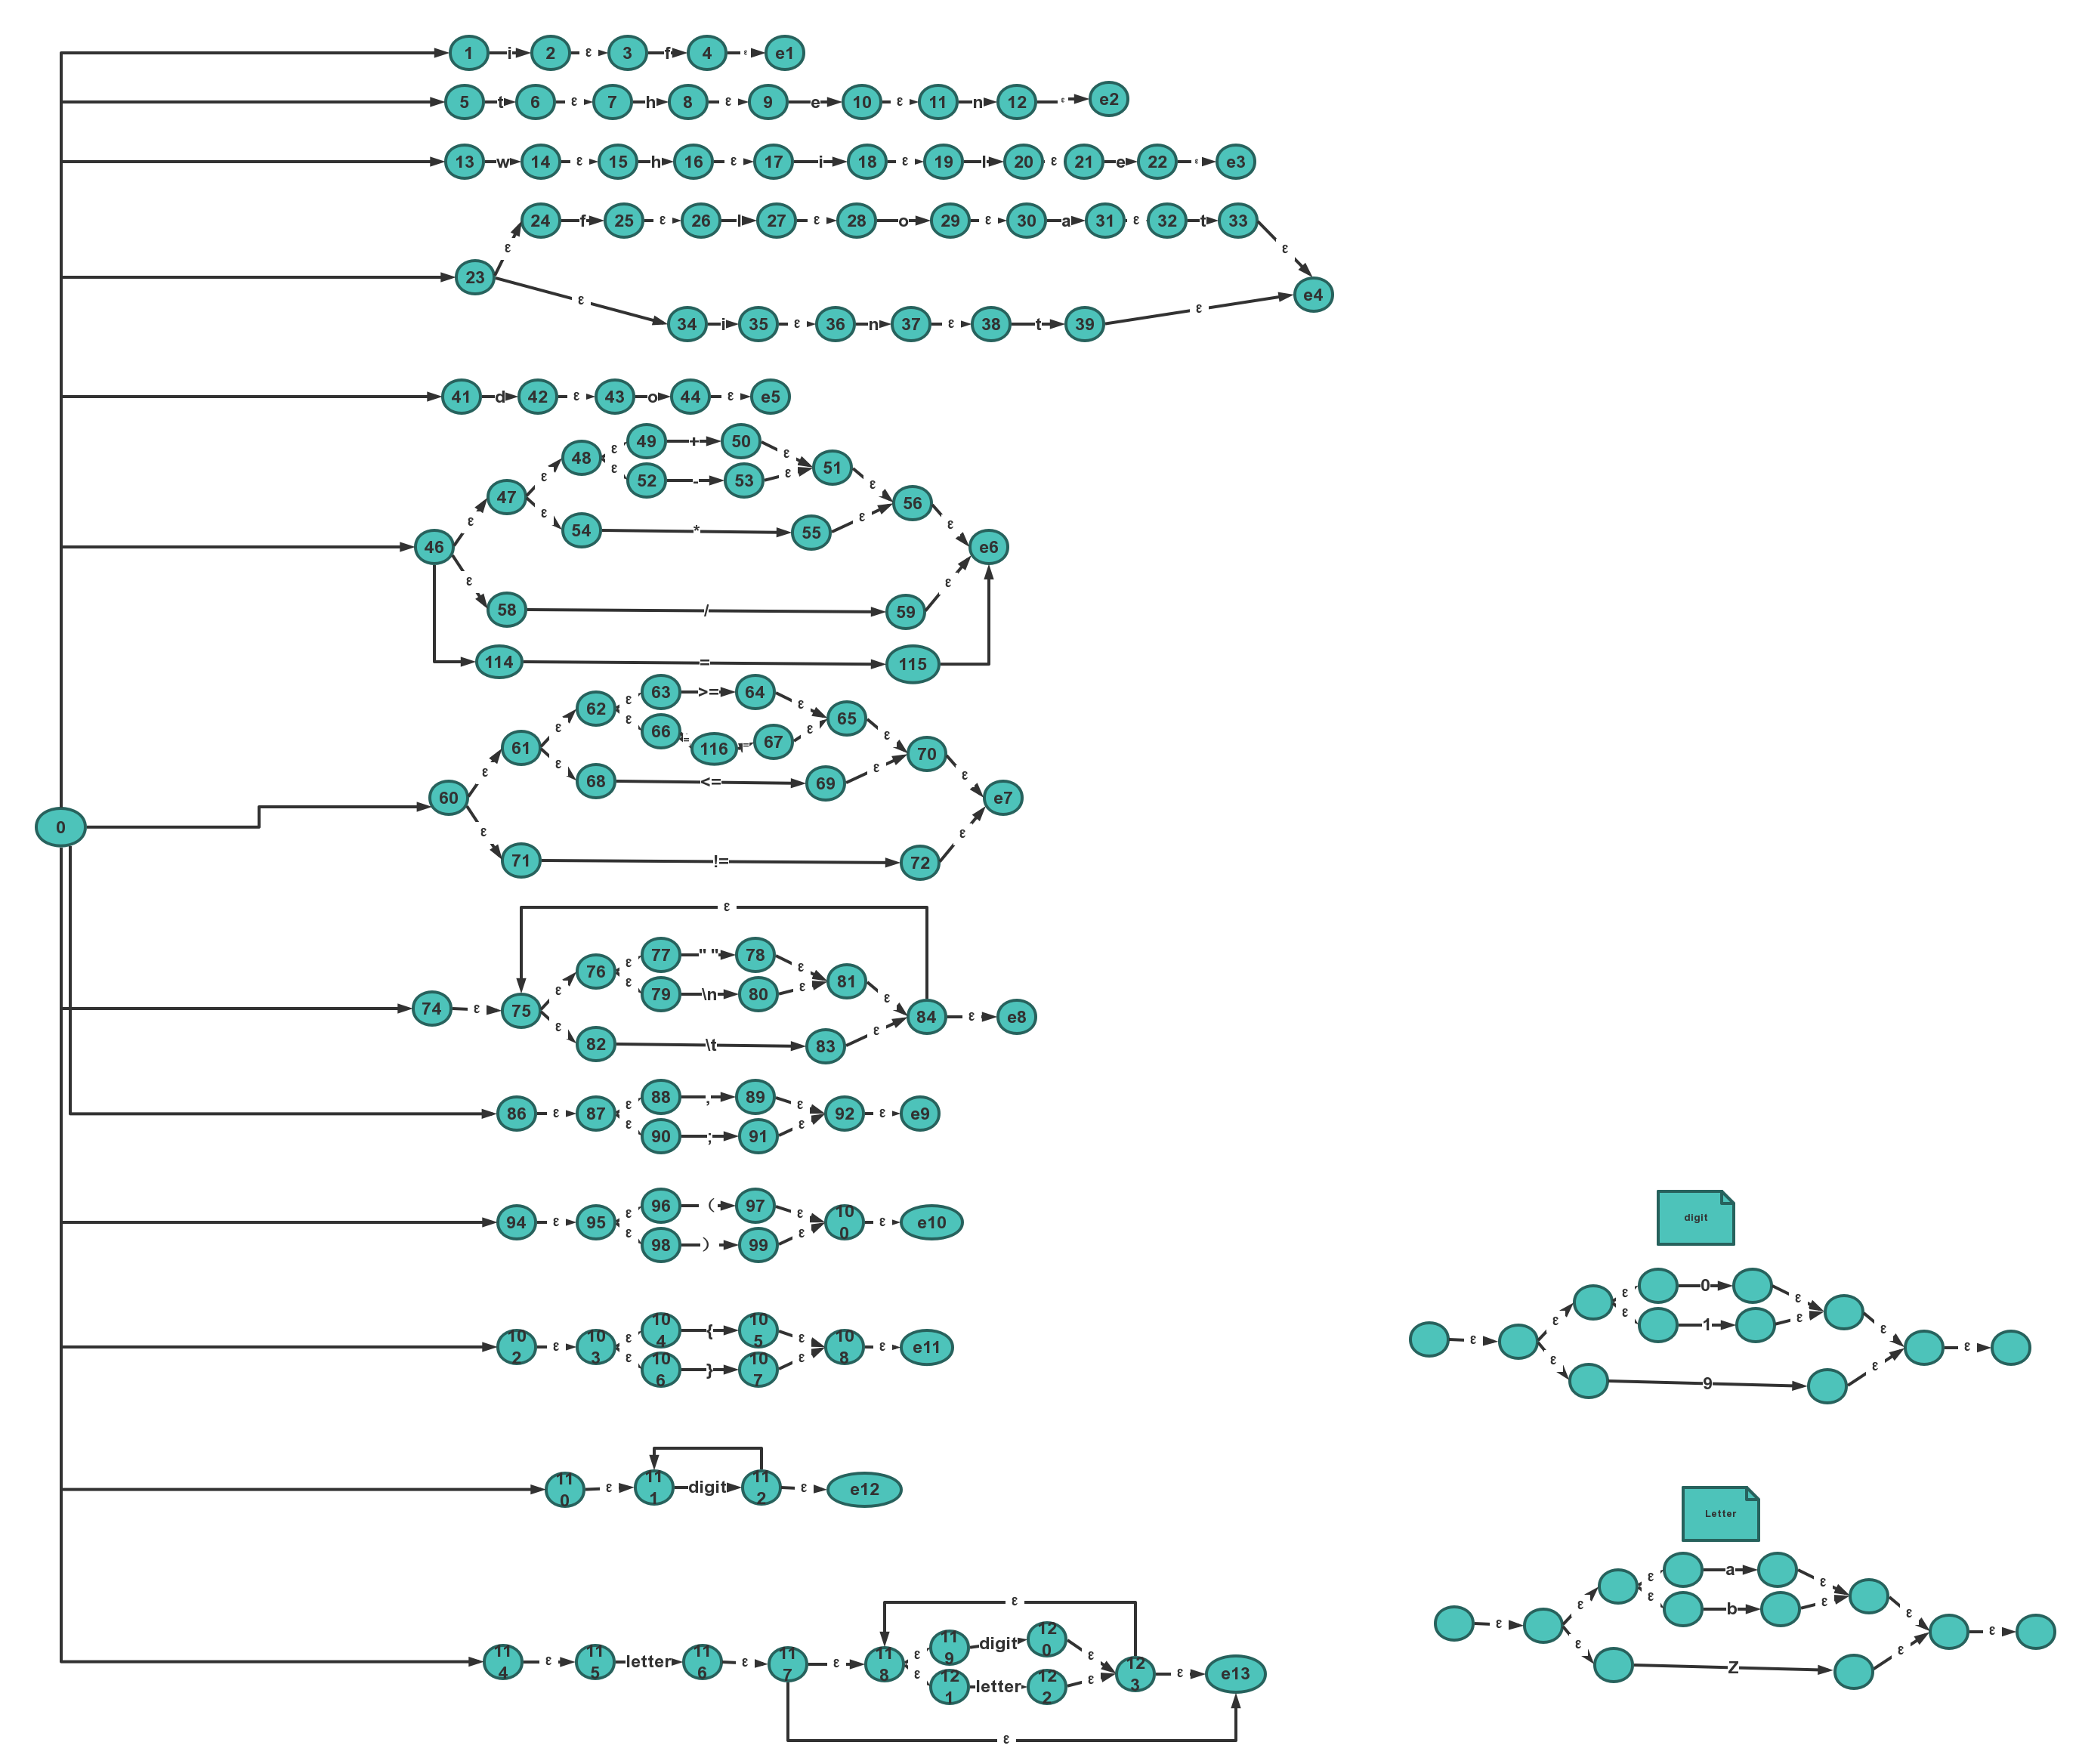 1 i 2 ε 3 f 4 ε e1
5 t 6 ε 7 h 8 ε 9 e 10 ε 11 n 12 ε e2
13 w 14 ε 15 h 16 ε 17 i 18 ε 19 l 20 ε 21 e 22 ε e3
24 f 25 ε 26 l 27 ε 28 o 29 ε 30 a 31 ε 32 t 33
ε ε
23 ε ε e4
34 i 35 ε 36 n 37 ε 38 t 39
41 d 42 ε 43 o 44 ε e5
49 + 50
48 ε ε
ε 52 - 53 ε 51
ε ε
47 ε 56
ε 54 * 55 ε
ε ε
46 e6
ε ε
58 / 59
114 = 115
63 >= 64
62 ε ε
ε 66 = 116 = 67 ε 65
ε ε
61 ε 70
ε 68 <= 69 ε
ε ε
60 e7
0
ε ε
71 != 72
ε
77 " " 78
76 ε ε
ε 79 \n 80 ε 81
ε ε
74 ε 75 84 ε e8
ε 82 \t 83 ε
88 , 89
ε ε
86 ε 87 92 ε e9
ε 90 ; 91 ε
96 ( 97
ε ε
94 ε 95 100 ε e10
ε 98 ) 99 ε
digit
0
ε ε
ε 1 ε
ε ε
ε ε
ε 9 ε
104 { 105
ε ε
102 ε 103 108 ε e11
ε 106 } 107 ε
110 ε 111 digit 112 ε e12
Letter
a
ε ε
ε b ε
ε ε
ε ε
ε Z ε
ε
119 digit 120
ε ε
114 ε 115 letter 116 ε 117 ε 118 123 ε e13
ε 121 letter 122 ε
ε